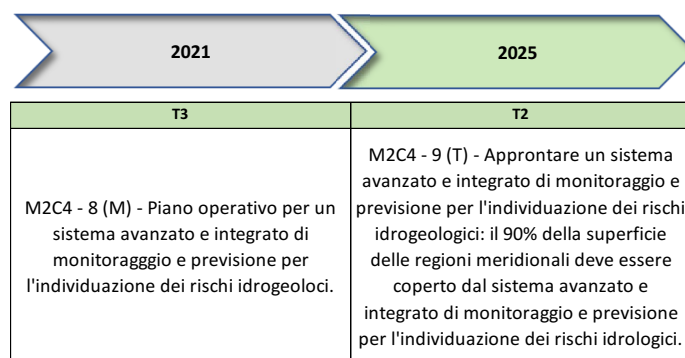 2021
2025
T3
T2
M2C4 - 8 (M) - Piano operativo per un
sistema avanzato e integrato di
monitoragggio e previsione per
l'individuazione dei rischi idrogeoloci.
M2C4 - 9 (T) - Approntare un sistema
avanzato e integrato di monitoraggio e
previsione per l'individuazione dei rischi
idrogeologici: il 90% della superficie
delle regioni meridionali deve essere
coperto dal sistema avanzato e
integrato di monitoraggio e previsione
per l'individuazione dei rischi idrologici.